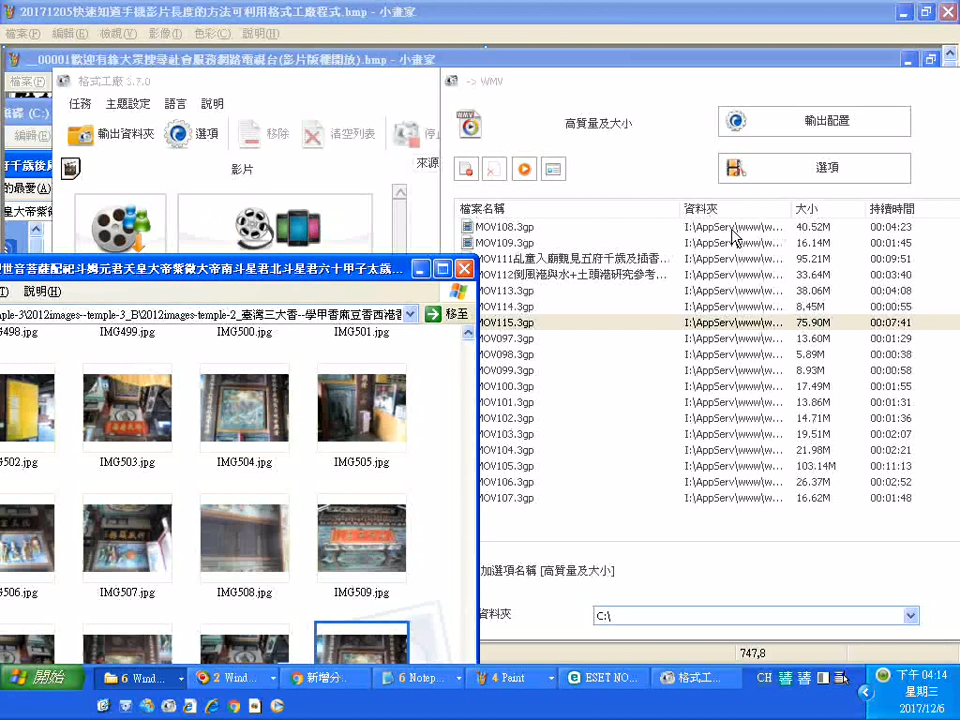 20171205快速知道手機影片長度的方法可利用格式工廠程式.bmp - 小畫家
檔案(F) 編輯(E) 檢視(V) 影像(I) 色彩(C) 說明(H)
_00001歡迎有緣大眾搜尋社會服務網路電視台(影片版權開放).bmp - 小畫家
檔案(F)
格式工廠 3.7.0
-> WMV
(C:)
任務 主題設定 語言 說明
編輯(E)
輸出資料夾 選項 移除 清空列表 停
高質量及大小
輸出配置
影片
來源
選項
的最愛(A)
檔案名稱 資料夾 大小 持續時間
MOV108.3gp I:\AppServ\www\w... 40.52M 00:04:23
MOV109.3gp I:\AppServ\www\w... 16.14M 00:01:45
MOV111乩童入廟觀見五府千歲及插香... I:\AppServ\www\w... 95.21M 00:09:51
MOV112倒風港與水+土頭港研究參考... I:\AppServ\www\w... 33.64M 00:03:40
MOV113.3gp I:\AppServ\www\w... 38.06M 00:04:08
MOV114.3gp I:\AppServ\www\w... 8.45M 00:00:55
MOV115.3gp I:\AppServ\www\w... 75.90M 00:07:41
MOV097.3gp I:\AppServ\www\w... 13.60M 00:01:29
MOV098.3gp I:\AppServ\www\w... 5.89M 00:00:38
MOV099.3gp I:\AppServ\www\w... 8.93M 00:00:58
MOV100.3gp I:\AppServ\www\w... 17.49M 00:01:55
MOV101.3gp I:\AppServ\www\w... 13.86M 00:01:31
MOV102.3gp I:\AppServ\www\w... 14.71M 00:01:36
MOV103.3gp I:\AppServ\www\w... 19.51M 00:02:07
MOV104.3gp I:\AppServ\www\w... 21.98M 00:02:21
MOV105.3gp I:\AppServ\www\w... 103.14M 00:11:13
MOV106.3gp I:\AppServ\www\w... 26.37M 00:02:52
MOV107.3gp I:\AppServ\www\w... 16.62M 00:01:48
世音菩薩配祀斗姆元君天皇大帝紫微大帝南斗星君北斗星君六十甲子太歲...
(T) 說明(H)
ple-3\2012images--temple-3_B\2012images-temple-2_臺灣三大香--學甲香麻豆香西港香 移至
498.jpg IMG499.jpg IMG500.jpg IMG501.jpg
502.jpg IMG503.jpg IMG504.jpg IMG505.jpg
506.jpg IMG507.jpg IMG508.jpg IMG509.jpg
加選項名稱 [高質量及大小]
資料夾 C:\
747,8
開始 6 Wind... 2 Wind... 新增分... 6 Notep... 4 Paint ESET NO... 格式工... CH
下午 04:14
星期三
2017/12/6